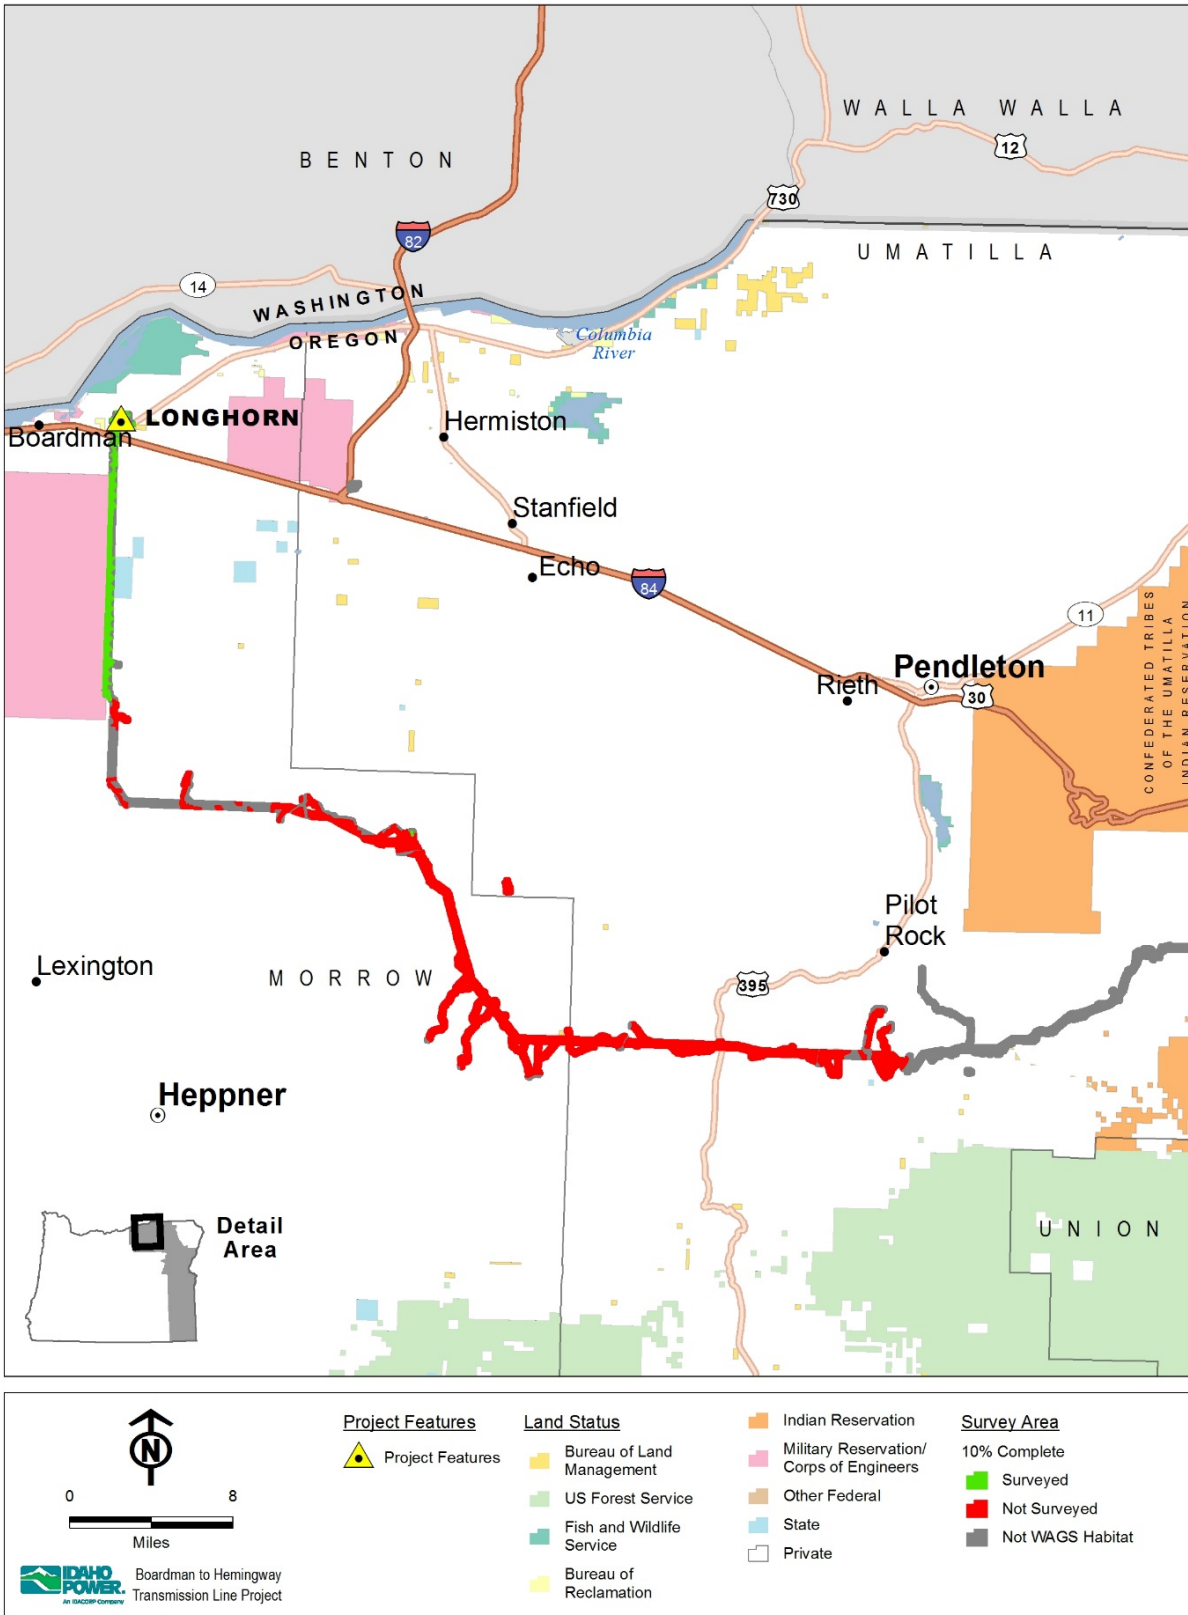 WALLA WALLA
BENTON
12
730
82
UMATILLA
14
WASHINGTON
OREGON
Columbia
River
LONGHORN
Boardman
Hermiston
Stanfield
Echo
84
11
CONFEDERATED TRIBES
OF THE UMATILLA
INDIAN RESERVATION
Pendleton
Rieth
30
Pilot
Rock
Lexington
MORROW
395
Heppner
Detail
Area
UNION
N
0 8
Miles
IDAHO
POWER.
An IDACORP Company
Boardman to Hemingway
Transmission Line Project
Project Features
Project Features
Land Status
Bureau of Land
Management
US Forest Service
Fish and Wildlife
Service
Bureau of
Reclamation
Indian Reservation
Military Reservation/
Corps of Engineers
Other Federal
State
Private
Survey Area
10% Complete
Surveyed
Not Surveyed
Not WAGS Habitat